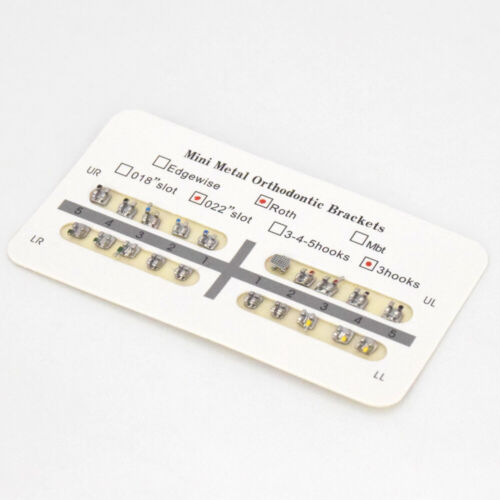 Mini Metal Orthodontic Brackets
Edgewise Roth Mbt
018"slot 022"slot 3-4-5hooks 3hooks
UR UL
5 4 3 2 1 1 2 3 4 5
LR LL